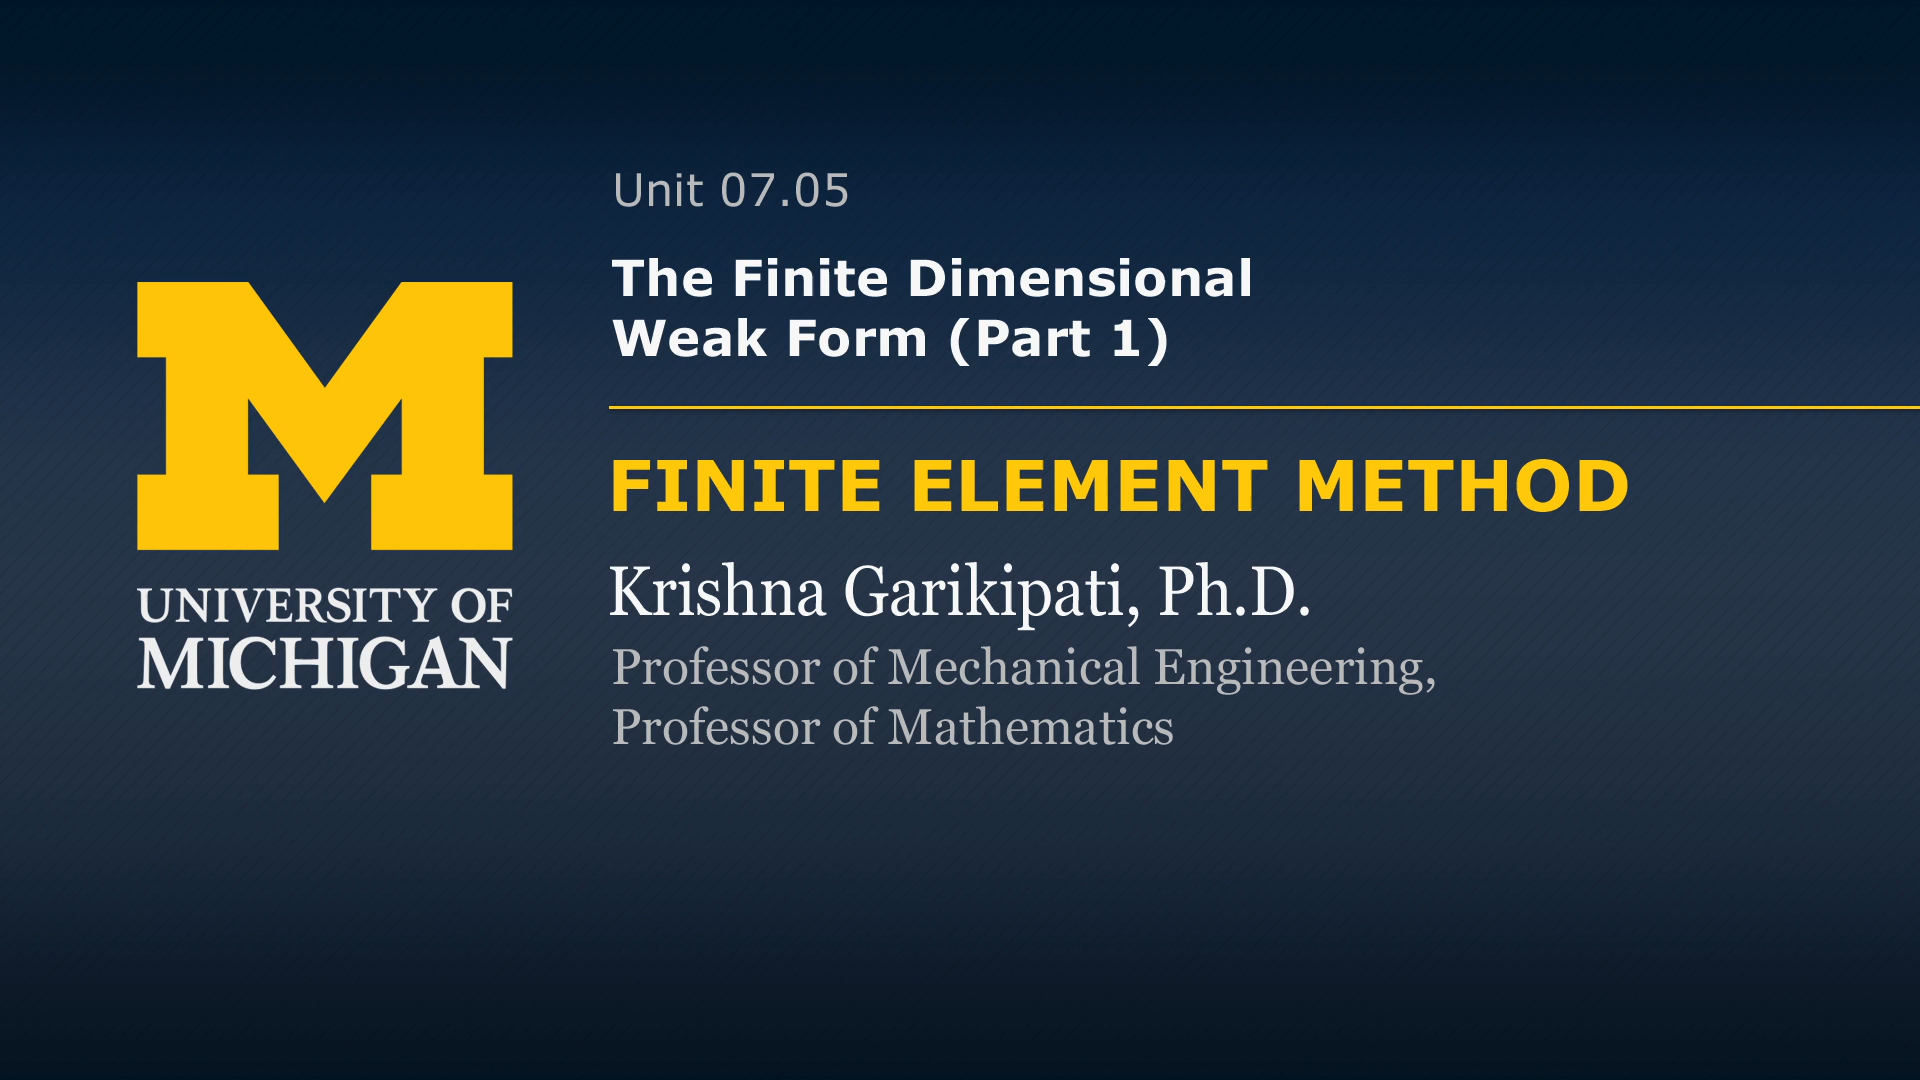 Unit 07.05
The Finite Dimensional
Weak Form (Part 1)
FINITE ELEMENT METHOD
Krishna Garikipati, Ph.D.
Professor of Mechanical Engineering,
Professor of Mathematics
M
UNIVERSITY OF
MICHIGAN